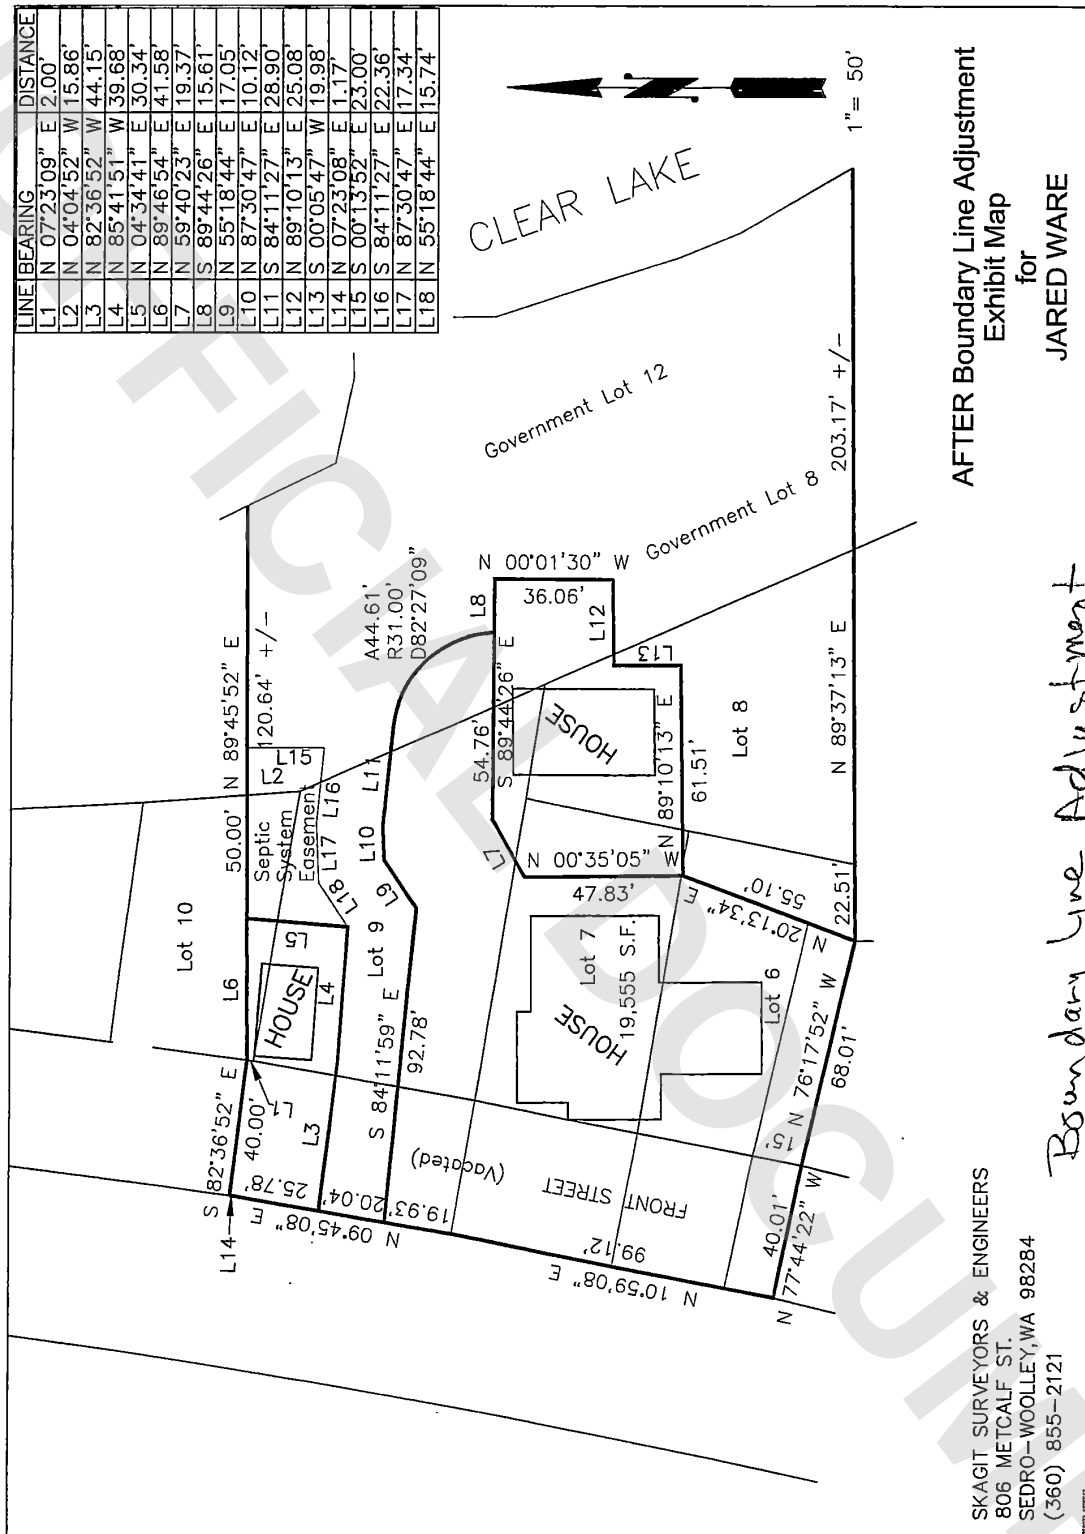 LINE BEARING DISTANCE
L1 N 07°23'09" E 2.00'
L2 N 04°04'52" W 15.86'
L3 N 82°36'52 W 44.15'
L4 N 85°41'51" W 39.68'
L5 N 04°34'41" E 30.34'
L6 N 89°46'54" E 41.58'
L7 N 59°40'23" E 19.37'
L8 S 89°44'26" E 15.61'
L9 N 55°18'44" E 17.05'
L10 N 87°30'47" E 10.12'
L11 S 84°11'27" E 28.90'
L12 N 89°10'13" E 25.08'
L13 S 00°05'47" W 19.98'
L14 N 07°23'08" E 1.17'
L15 S 00°13'52" E 23.00'
L16 S 84°11'27" E 22.36'
L17 N 87°30'47" E 17.34'
L18 N 55°18'44" E 15.74'
CLEAR LAKE
1"= 50'
Government Lot 12
Government Lot 8
Lot 10
L6
50.00' N 89°45'52" E
120.64' +/-
S 82°36'52" E
40.00'
L14
L1
HOUSE
L5
L4
L3
Septic
System
Easement
L2
L15
L16
L17
L18
Lot 9
L9
L10
L11
A44.61'
R31.00'
D82°27'09"
S 84°11'59" E
92.78'
25.78'
20.04'
N 09°45'08" E
19.93'
(Vacated)
FRONT STREET
99.12'
N 10°59'08" E
L7
54.76'
S 89°44'26" E
L8
N 00°01'30" W
36.06'
L12
L13
HOUSE
N 89°10'13" E
61.51'
Lot 8
N 00°35'05" W
47.83'
Lot 7
19,555 S.F.
HOUSE
Lot 6
N 20°13'34" E
55.10'
22.51'
N 89°37'13" E
203.17' +/-
15'
N 76°17'52" W
68.01'
40.01'
N 77°44'22" W
AFTER Boundary Line Adjustment
Exhibit Map
for
JARED WARE
Boundary Line Adjustment
SKAGIT SURVEYORS & ENGINEERS
806 METCALF ST.
SEDRO-WOOLLEY,WA 98284
(360) 855-2121